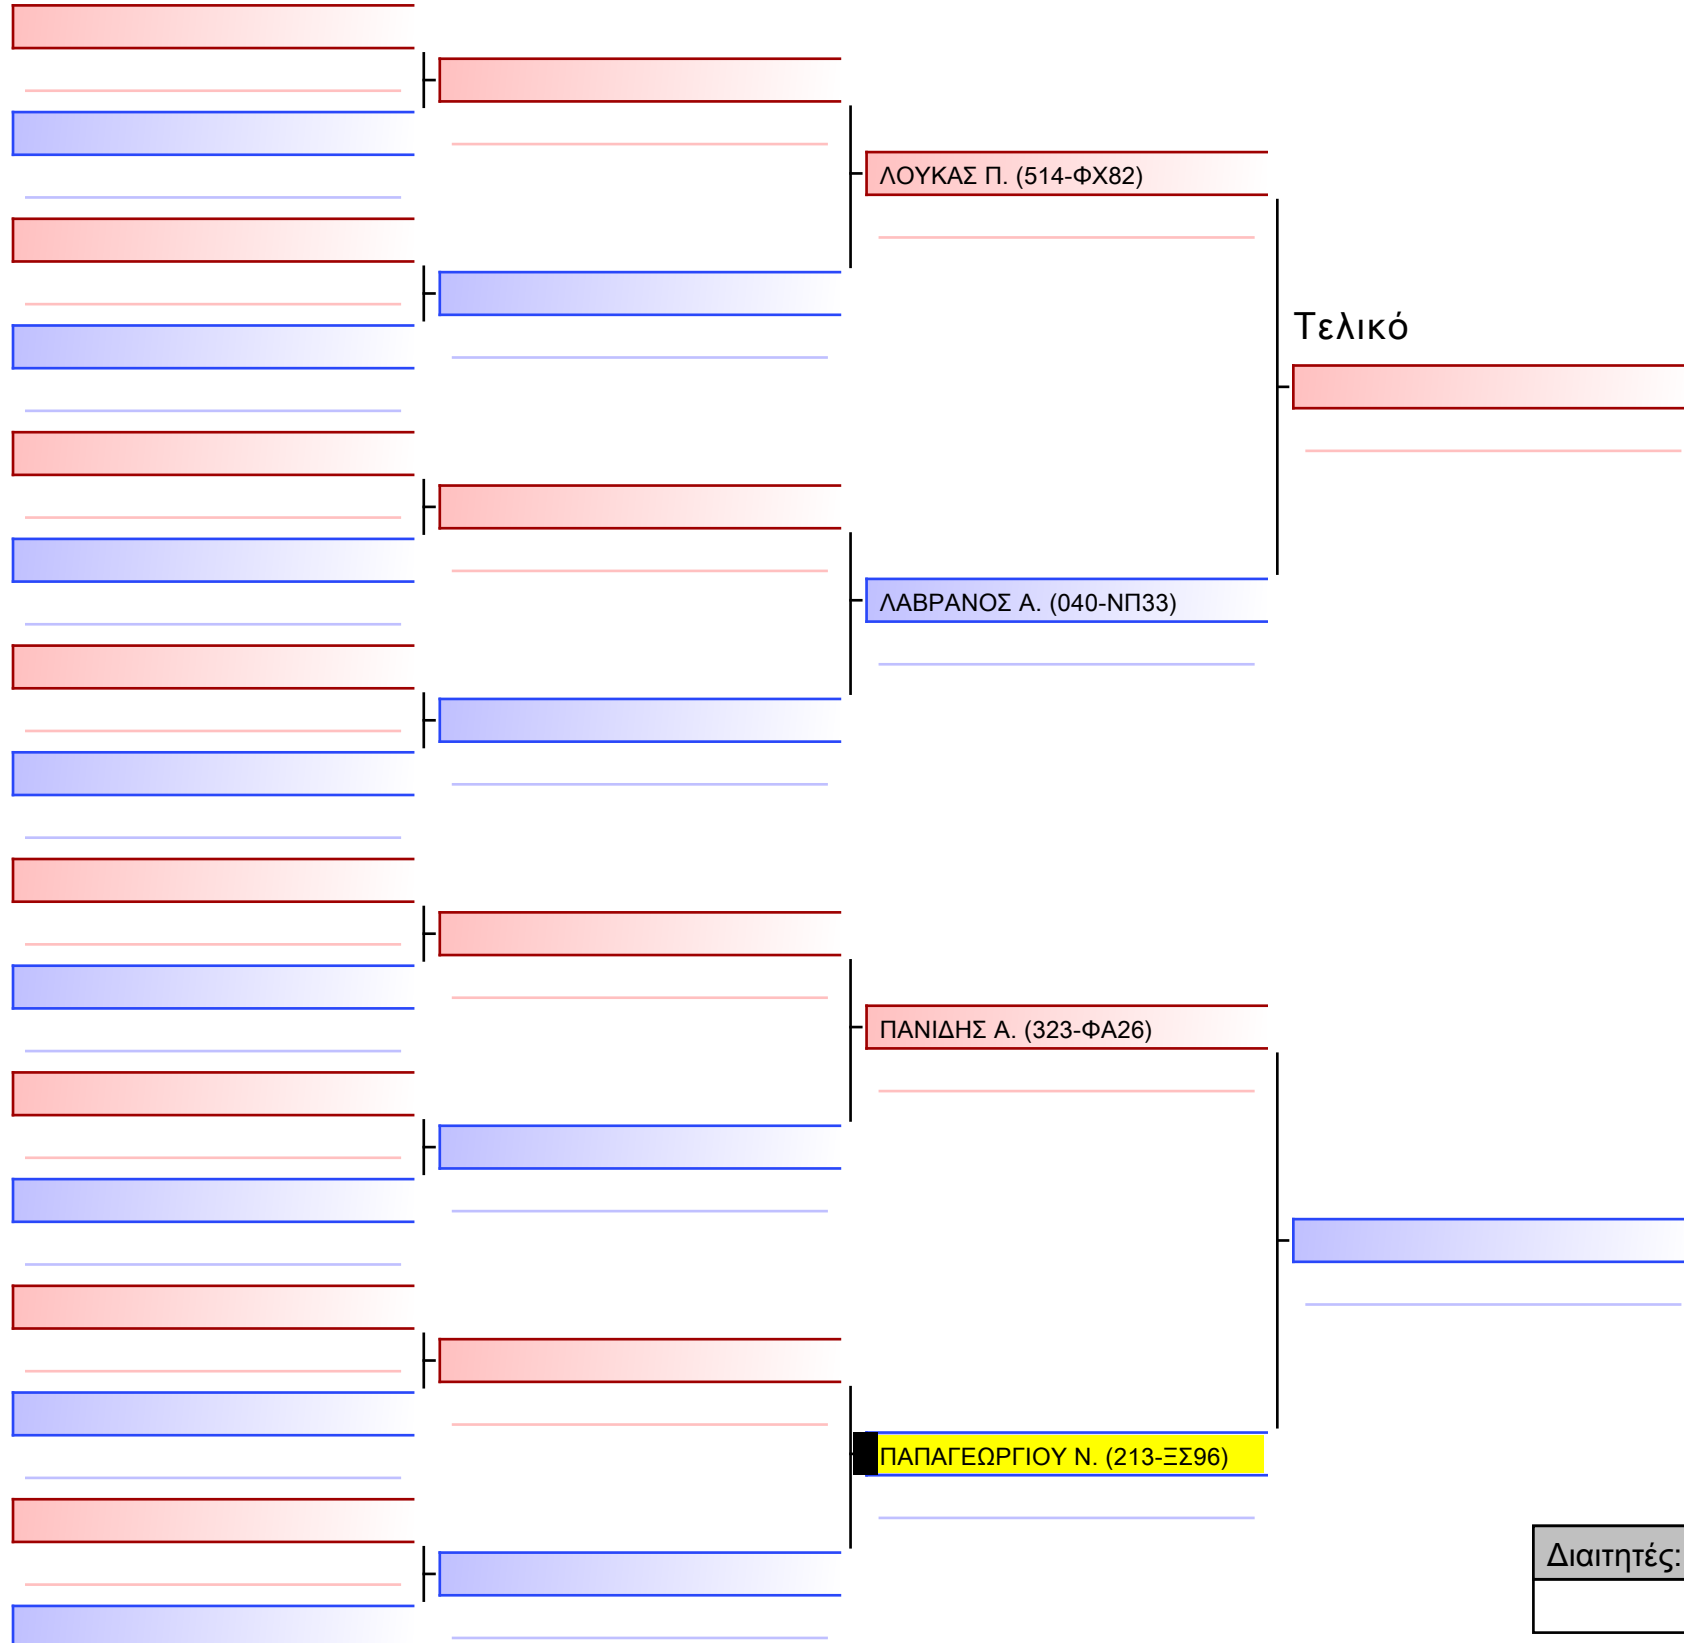 ΛΟΥΚΑΣ Π. (514-ΦΧ82)
Τελικό
ΛΑΒΡΑΝΟΣ Α. (040-ΝΠ33)
ΠΑΝΙΔΗΣ Α. (323-ΦΑ26)
ΠΑΠΑΓΕΩΡΓΙΟΥ Ν. (213-ΞΣ96)
Διαιτητές: